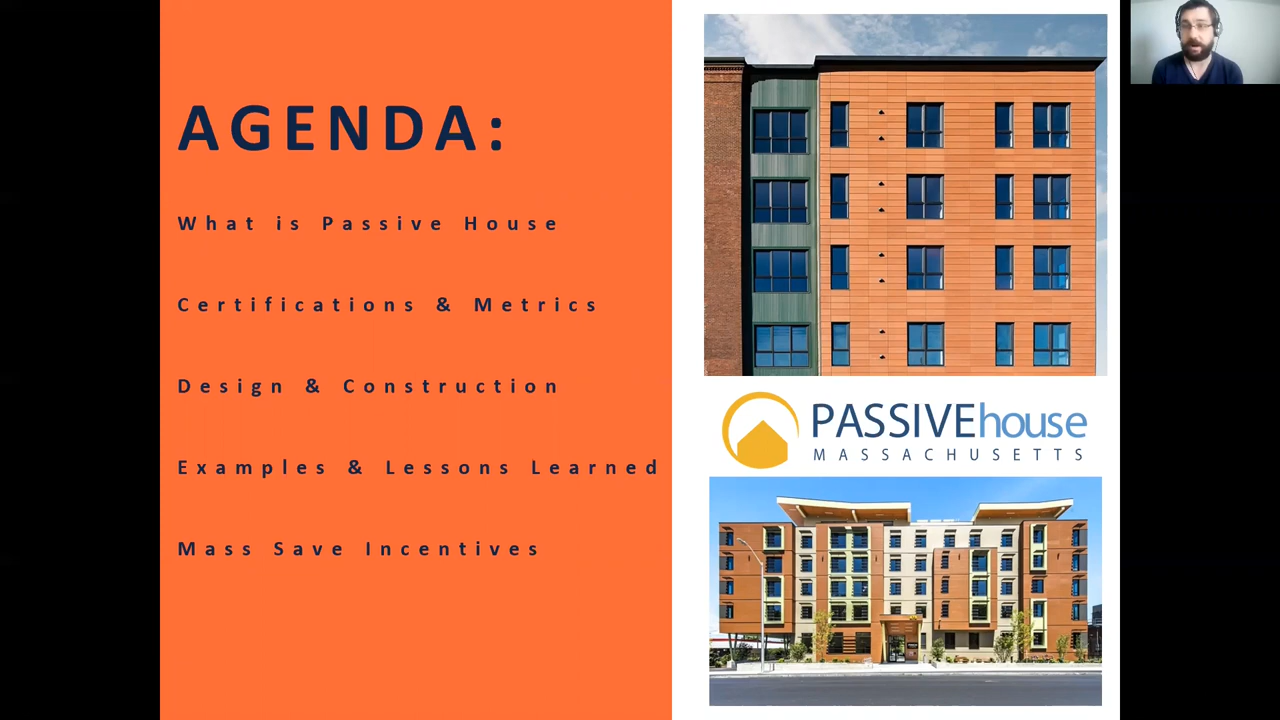 AGENDA:
What is Passive House
Certifications & Metrics
Design & Construction
Examples & Lessons Learned
Mass Save Incentives
PASSIVEhouse
MASSACHUSETTS